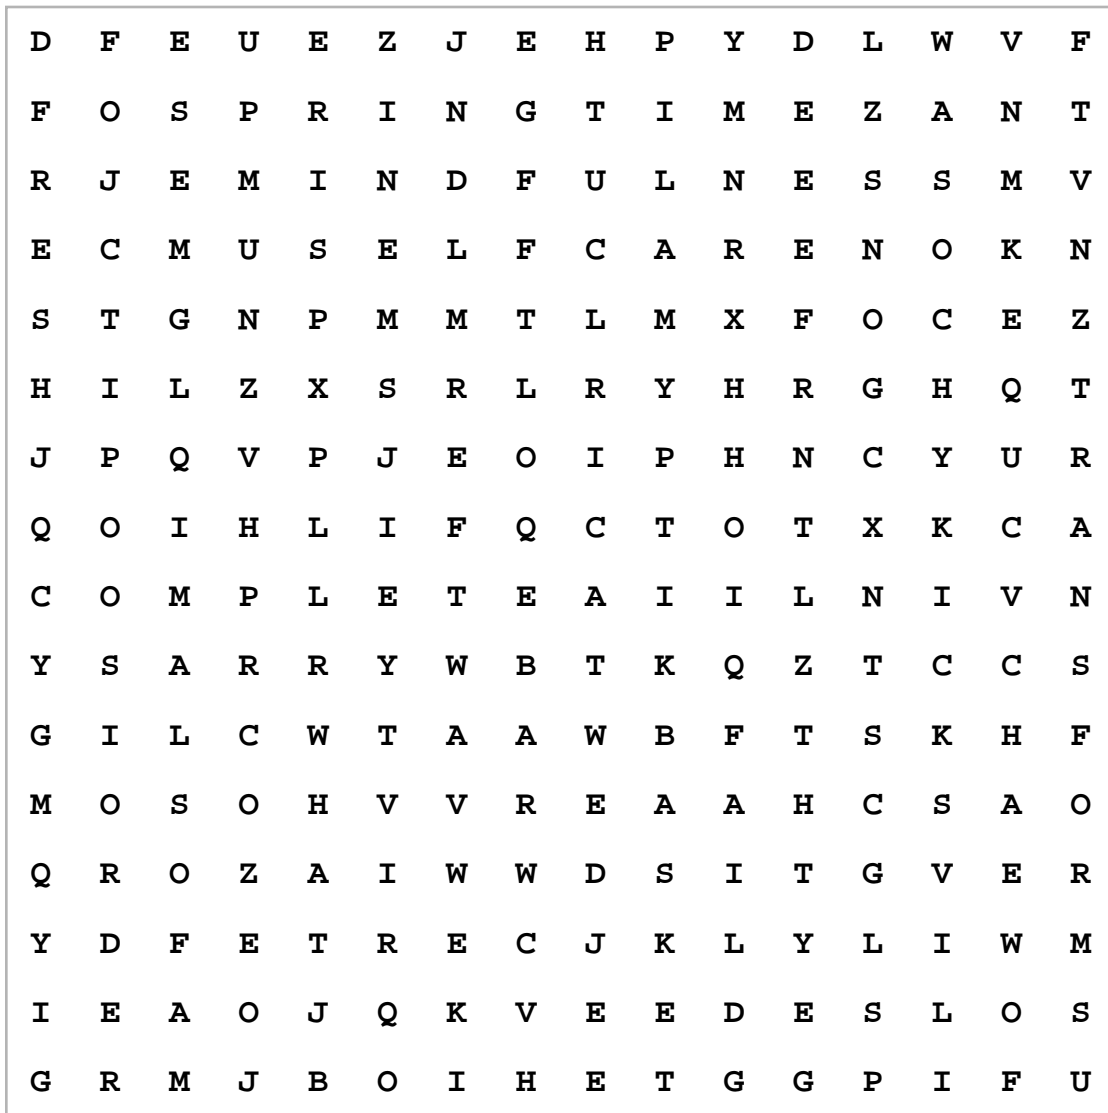 D F E U E Z J E H P Y D L W V F
F O S P R I N G T I M E Z A N T
R J E M I N D F U L N E S S M V
E C M U S E L F C A R E N O K N
S T G N P M M T L M X F O C E Z
H I L Z X S R L R Y H R G H Q T
J P Q V P J E O I P H N C Y U R
Q O I H L I F Q C T O T X K C A
C O M P L E T E A I I L N I V N
Y S A R R Y W B T K Q Z T C C S
G I L C W T A A W B F T S K H F
M O S O H V V R E A A H C S A O
Q R O Z A I W W D S I T G V E R
Y D F E T R E C J K L Y L I W M
I E A O J Q K V E E D E S L O S
G R M J B O I H E T G G P I F U